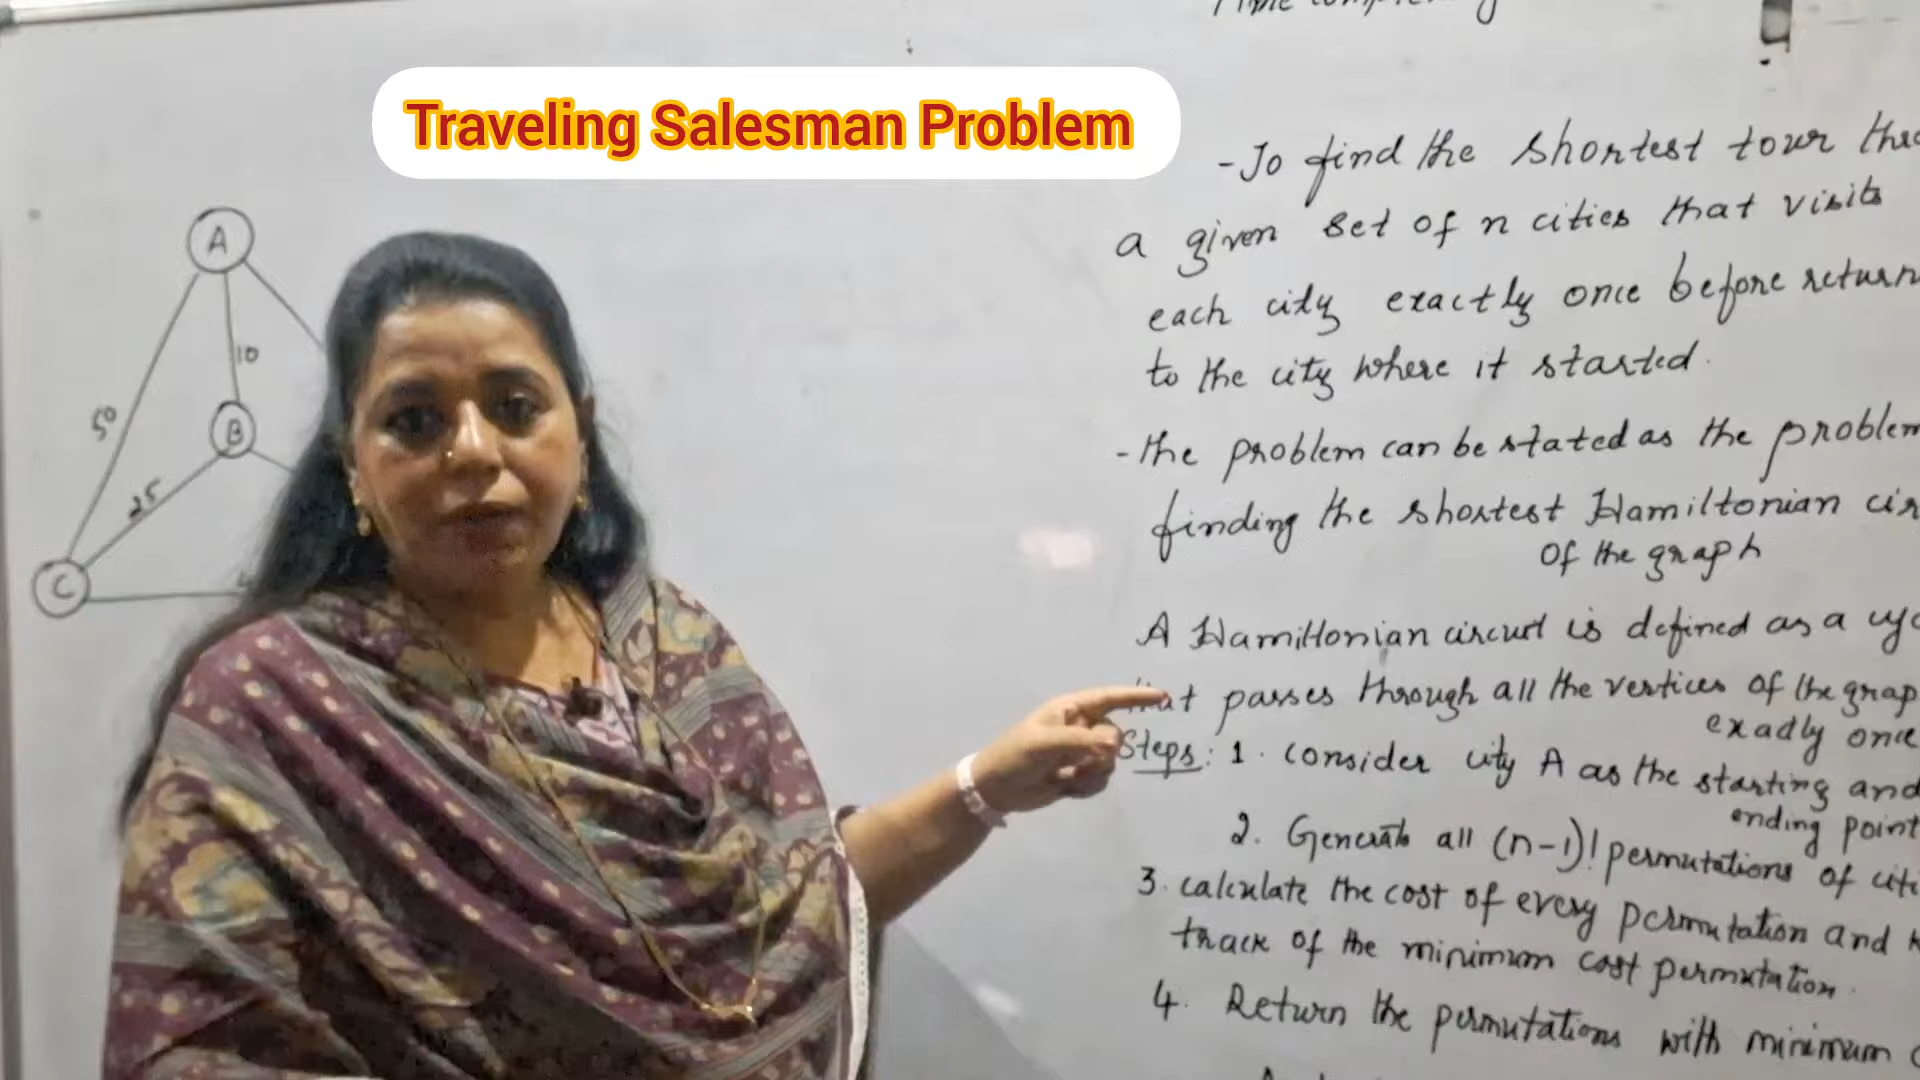 Time complexity
Traveling Salesman Problem
-To find the shortest tour
a given set of n cities that visits
each city exactly once before return
to the city where it started.
-the problem can be stated as the problem
finding the shortest Hamiltonian cir
of the graph
A Hamiltonian circuit is defined as a cyc
that passes through all the vertices of the grap
exactly once
Steps: 1. consider city A as the starting and
ending point
2. Generate all (n-1)! permutations of citi
3. calculate the cost of every permutation and k
track of the minimum cost permutation.
4. Return the permutations with minimum c
A
10
50
B
25
C
4